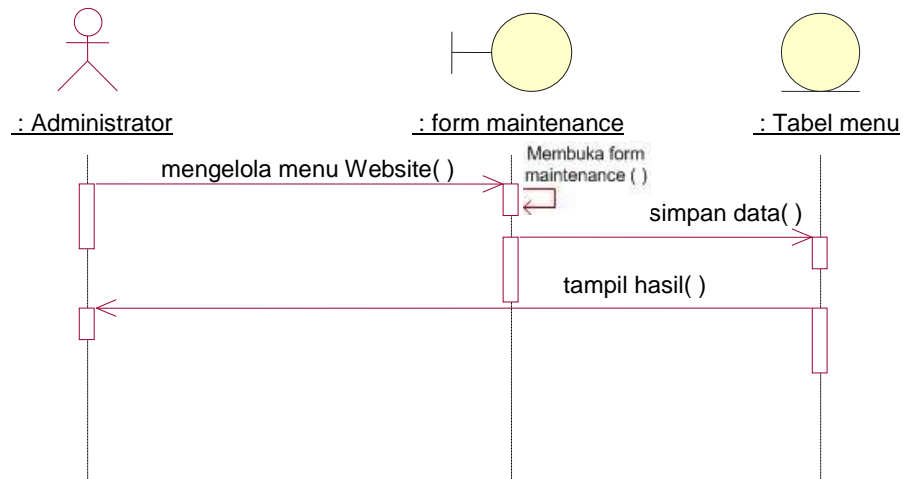 : Administrator
: form maintenance
: Tabel menu
mengelola menu Website( )
Membuka form
maintenance ( )
simpan data( )
tampil hasil( )